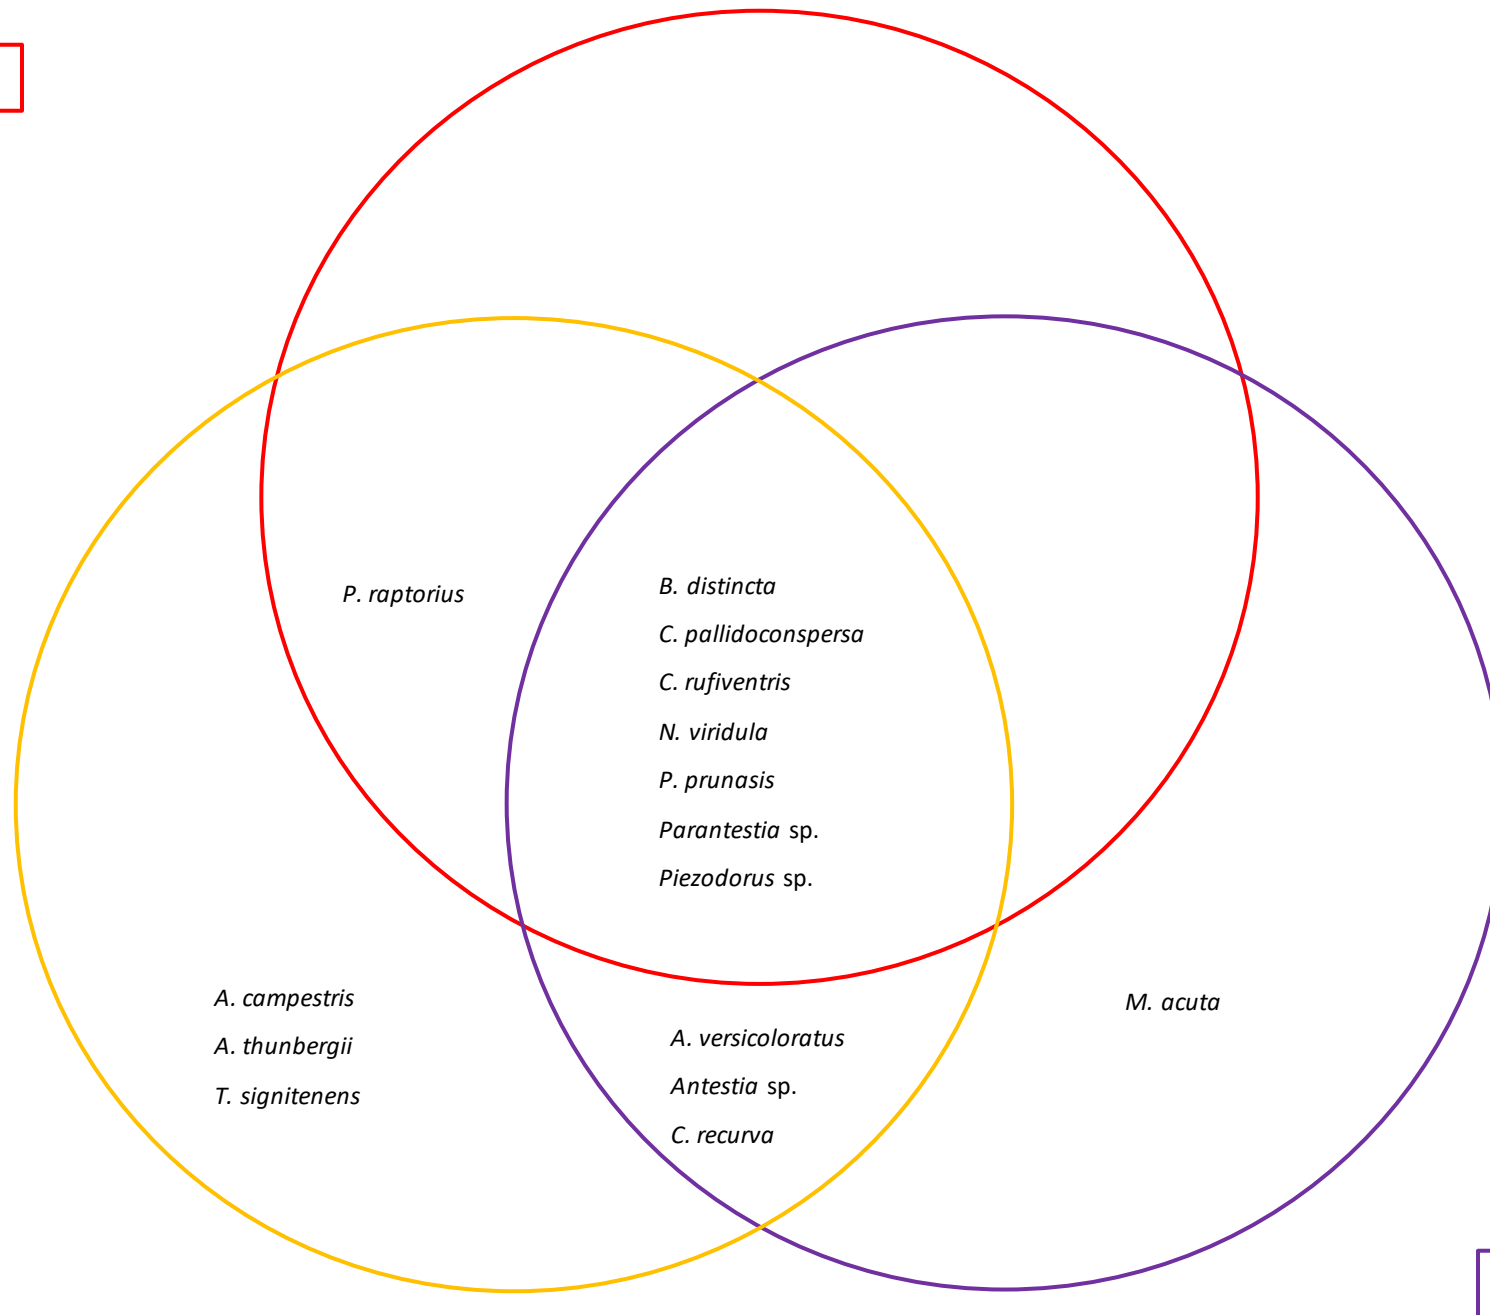 P. raptorius
B. distincta
C. pallidoconspersa
C. rufiventris
N. viridula
P. prunasis
Parantestia sp.
Piezodorus sp.
A. campestris
A. thunbergii
T. signitenens
A. versicoloratus
Antestia sp.
C. recurva
M. acuta